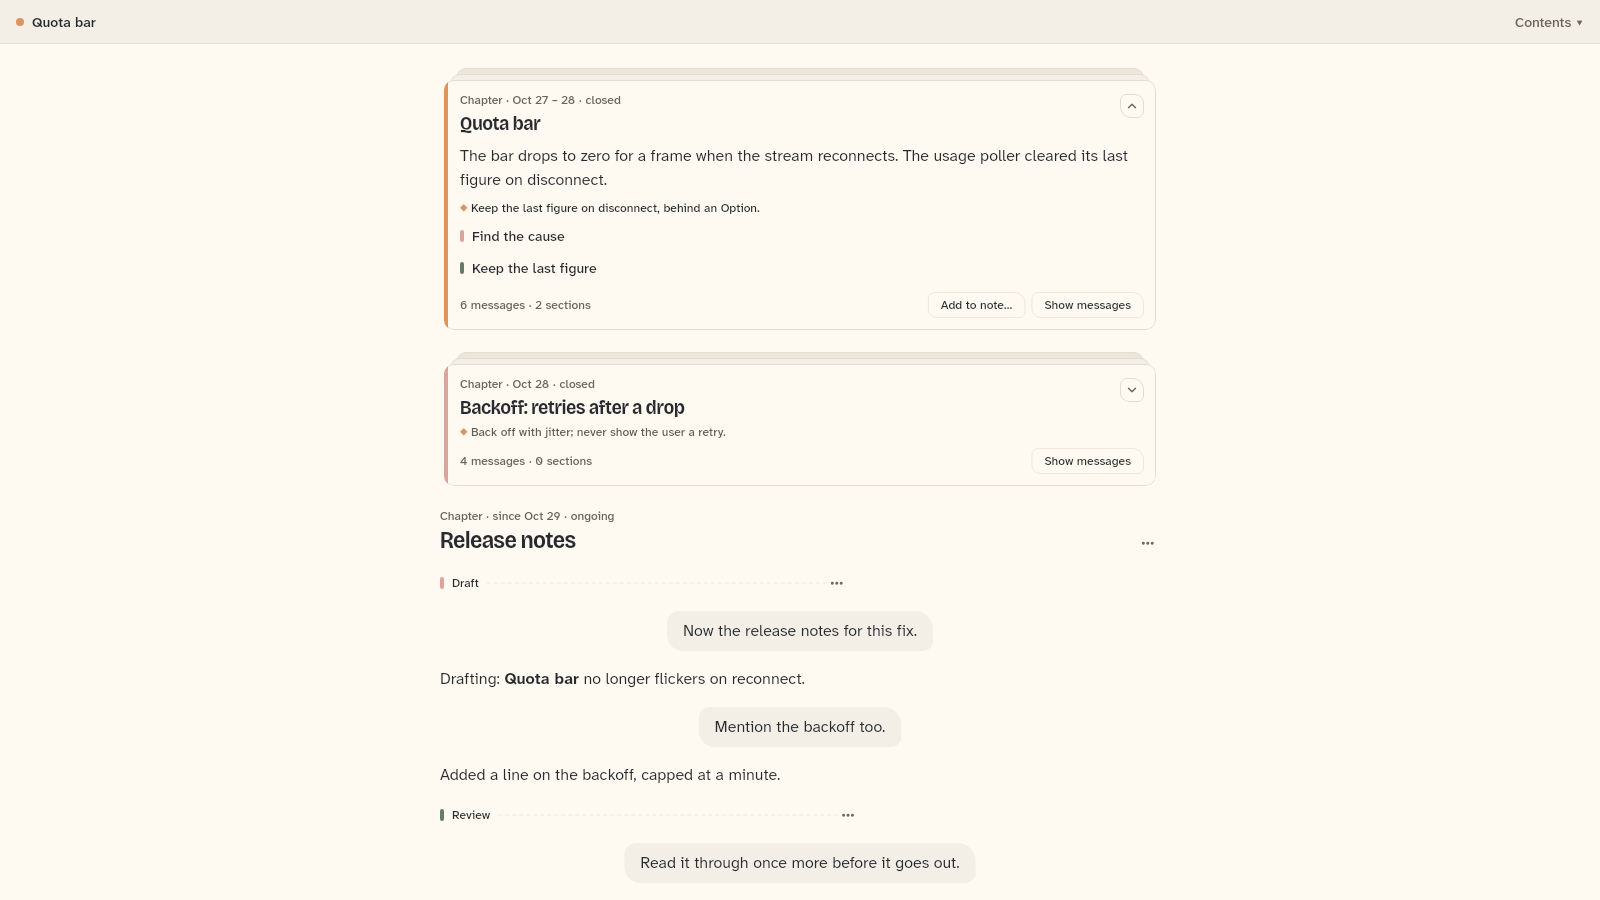 Quota bar
Contents ▾
Chapter · Oct 27 – 28 · closed
Quota bar
The bar drops to zero for a frame when the stream reconnects. The usage poller cleared its last
figure on disconnect.
◆ Keep the last figure on disconnect, behind an Option.
Find the cause
Keep the last figure
6 messages · 2 sections
Add to note…
Show messages
Chapter · Oct 28 · closed
Backoff: retries after a drop
◆ Back off with jitter; never show the user a retry.
4 messages · 0 sections
Show messages
Chapter · since Oct 29 · ongoing
Release notes
Draft
Now the release notes for this fix.
Drafting: Quota bar no longer flickers on reconnect.
Mention the backoff too.
Added a line on the backoff, capped at a minute.
Review
Read it through once more before it goes out.